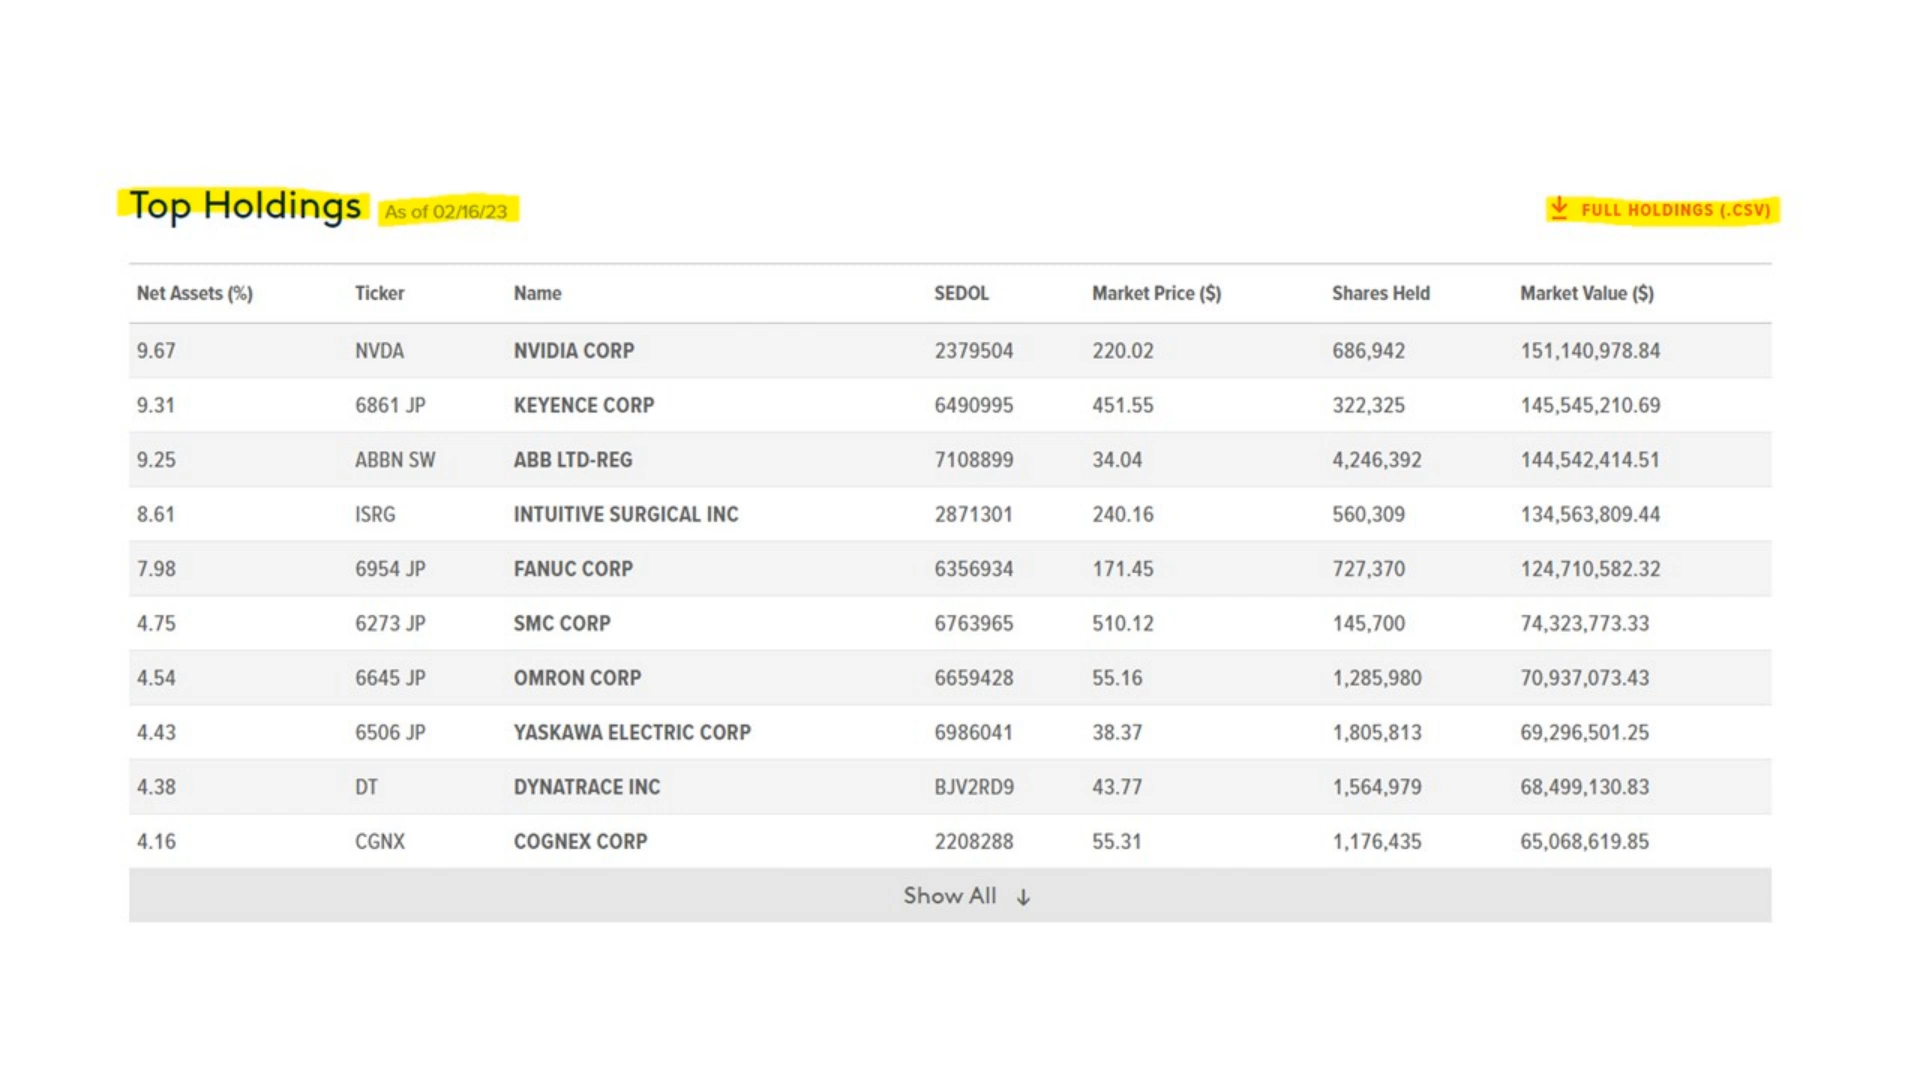 Top Holdings As of 02/16/23 FULL HOLDINGS (.CSV)
Net Assets (%) Ticker Name SEDOL Market Price ($) Shares Held Market Value ($)
9.67 NVDA NVIDIA CORP 2379504 220.02 686,942 151,140,978.84
9.31 6861 JP KEYENCE CORP 6490995 451.55 322,325 145,545,210.69
9.25 ABBN SW ABB LTD-REG 7108899 34.04 4,246,392 144,542,414.51
8.61 ISRG INTUITIVE SURGICAL INC 2871301 240.16 560,309 134,563,809.44
7.98 6954 JP FANUC CORP 6356934 171.45 727,370 124,710,582.32
4.75 6273 JP SMC CORP 6763965 510.12 145,700 74,323,773.33
4.54 6645 JP OMRON CORP 6659428 55.16 1,285,980 70,937,073.43
4.43 6506 JP YASKAWA ELECTRIC CORP 6986041 38.37 1,805,813 69,296,501.25
4.38 DT DYNATRACE INC BJV2RD9 43.77 1,564,979 68,499,130.83
4.16 CGNX COGNEX CORP 2208288 55.31 1,176,435 65,068,619.85
Show All ↓